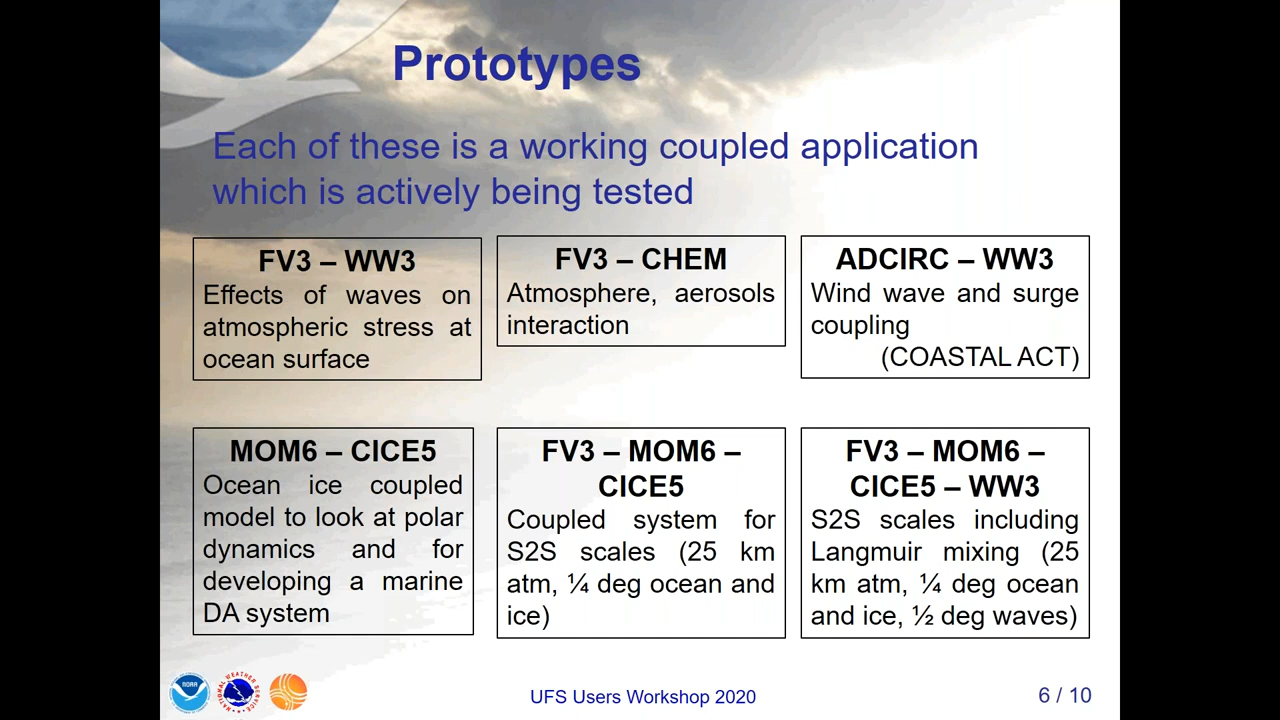 Prototypes
Each of these is a working coupled application
which is actively being tested
FV3 – WW3
Effects of waves on
atmospheric stress at
ocean surface
FV3 – CHEM
Atmosphere, aerosols
interaction
ADCIRC – WW3
Wind wave and surge
coupling
(COASTAL ACT)
MOM6 – CICE5
Ocean ice coupled
model to look at polar
dynamics and for
developing a marine
DA system
FV3 – MOM6 –
CICE5
Coupled system for
S2S scales (25 km
atm, ¼ deg ocean and
ice)
FV3 – MOM6 –
CICE5 – WW3
S2S scales including
Langmuir mixing (25
km atm, ¼ deg ocean
and ice, ½ deg waves)
NOAA
NATIONAL WEATHER SERVICE
UFS Users Workshop 2020
6 / 10